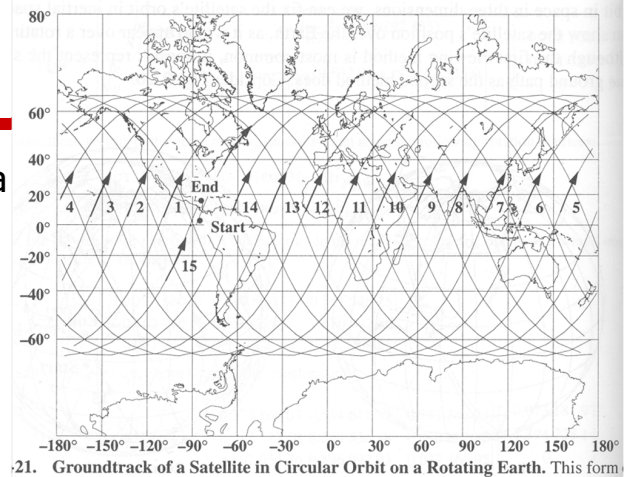 80°
60°
40°
20°
0°
−20°
−40°
−60°
End
4 3 2 1 14 13 12 11 10 9 8 7 6 5
Start
15
−180° −150° −120° −90° −60° −30° 0° 30° 60° 90° 120° 150° 180°
-21. Groundtrack of a Satellite in Circular Orbit on a Rotating Earth. This form
a